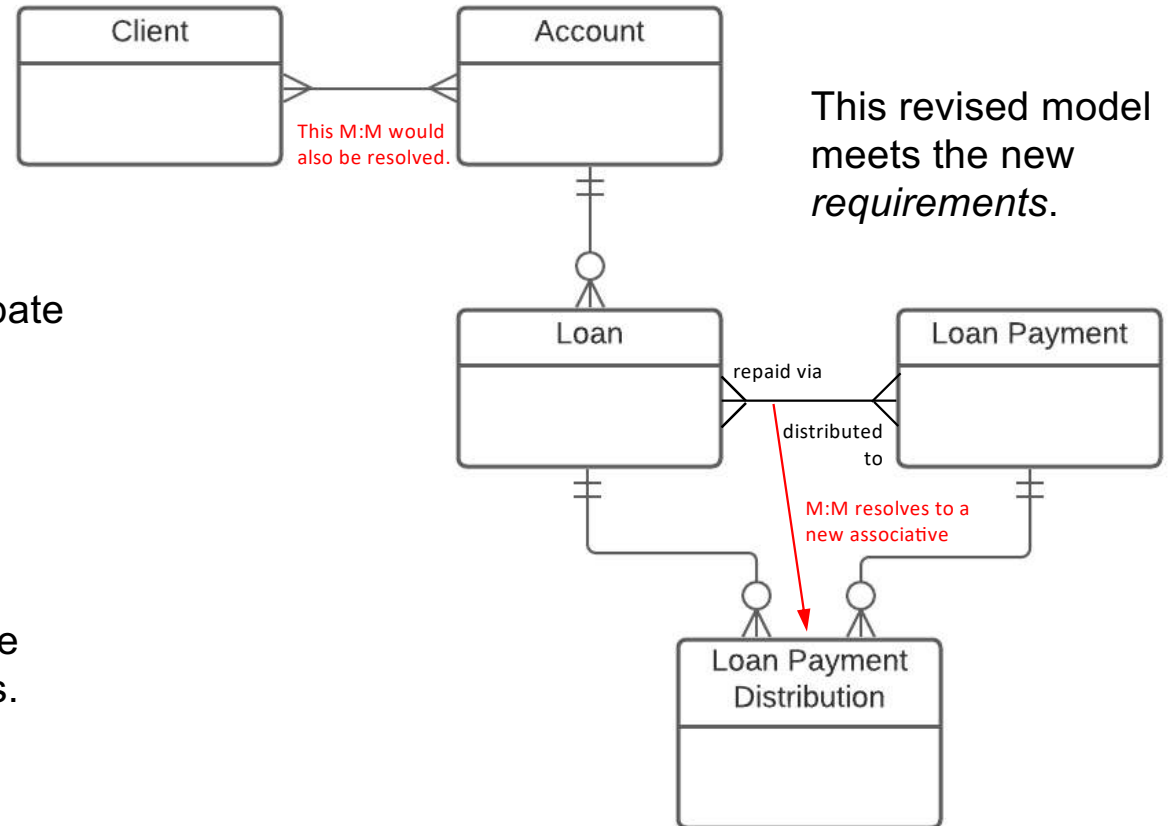 Client
Account
This M:M would
also be resolved.
This revised model
meets the new
requirements.
Loan
Loan Payment
repaid via
distributed
to
M:M resolves to a
new associative
Loan Payment
Distribution